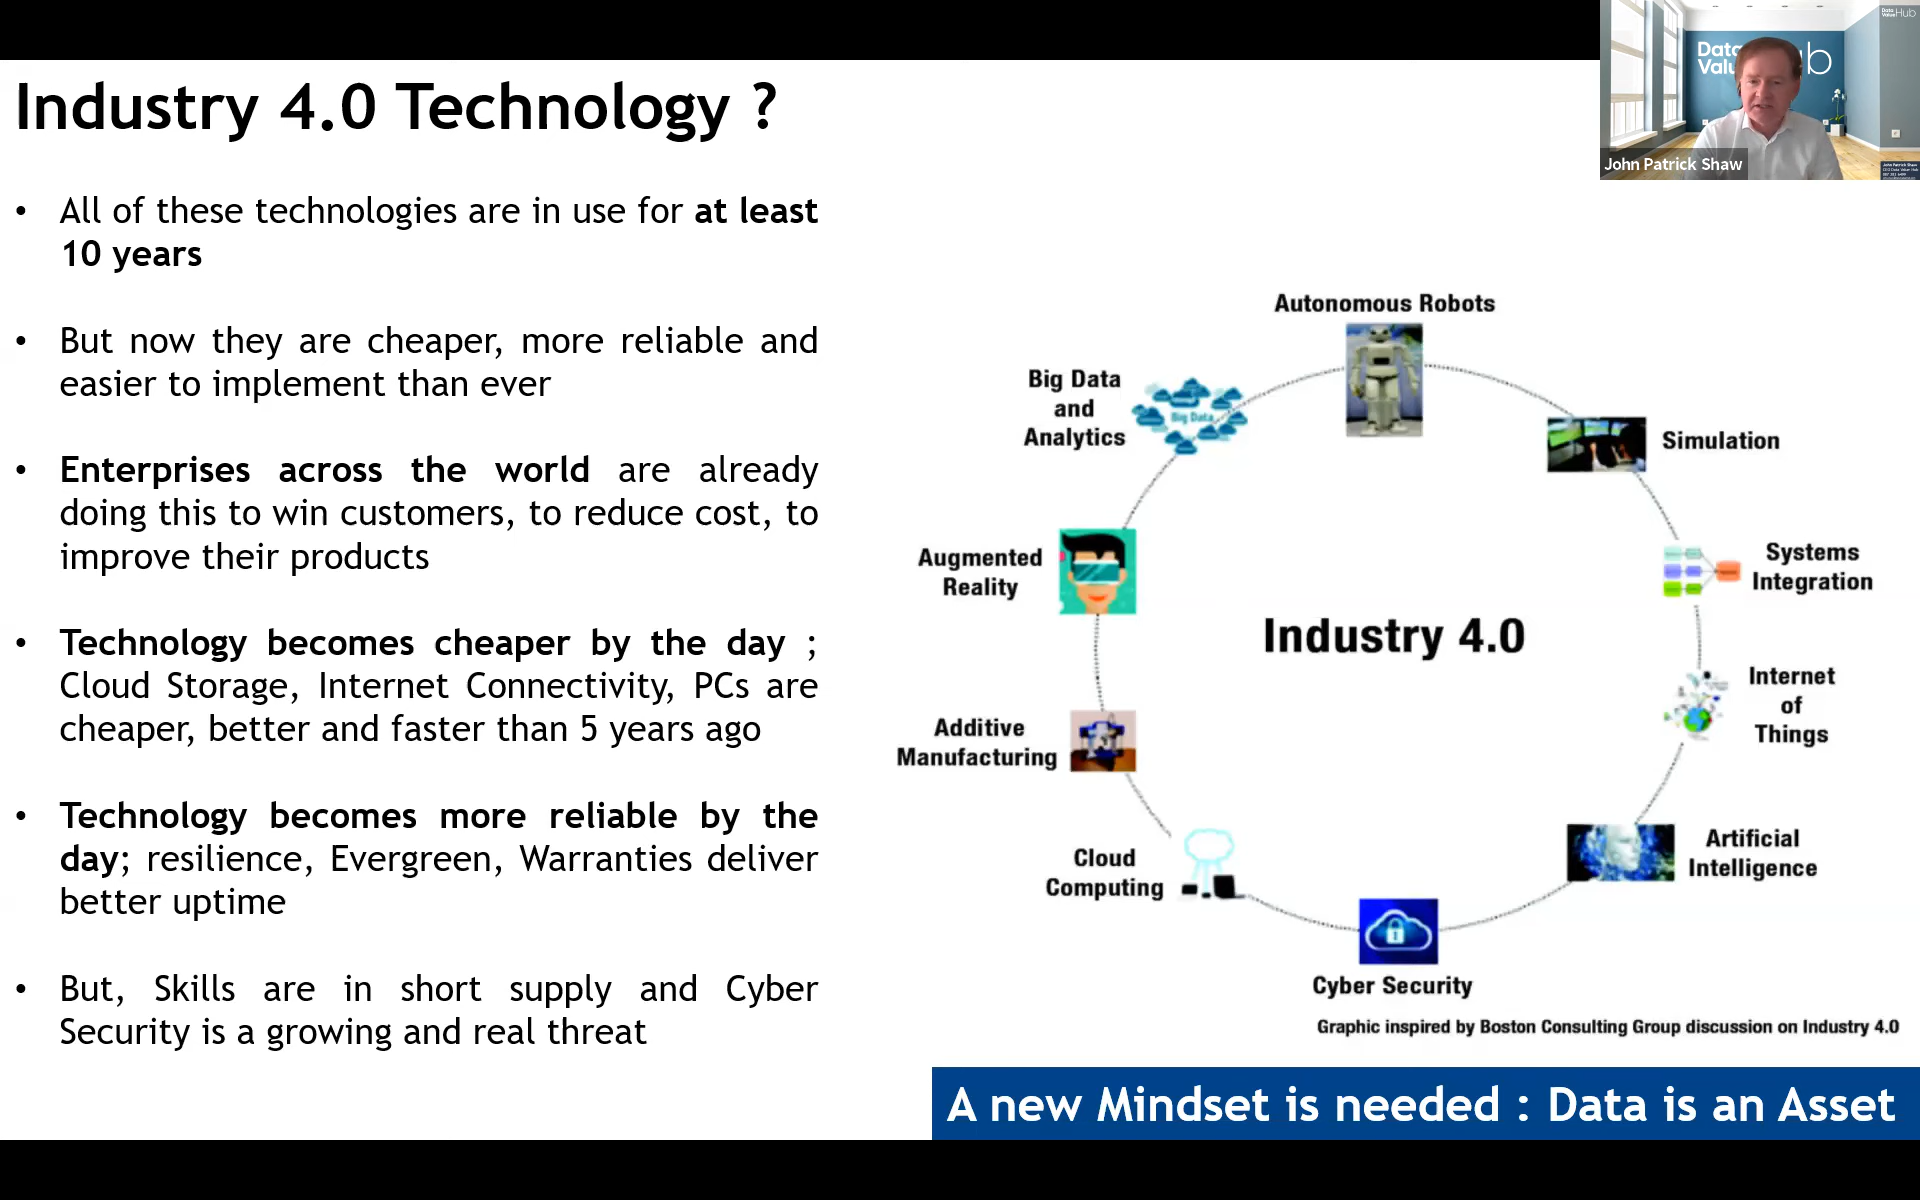 Industry 4.0 Technology ?
• All of these technologies are in use for at least
10 years
• But now they are cheaper, more reliable and
easier to implement than ever
• Enterprises across the world are already
doing this to win customers, to reduce cost, to
improve their products
• Technology becomes cheaper by the day ;
Cloud Storage, Internet Connectivity, PCs are
cheaper, better and faster than 5 years ago
• Technology becomes more reliable by the
day; resilience, Evergreen, Warranties deliver
better uptime
• But, Skills are in short supply and Cyber
Security is a growing and real threat
Autonomous Robots
Big Data
and
Analytics
Big Data
Simulation
Augmented
Reality
Systems
Integration
Industry 4.0
Internet
of
Things
Additive
Manufacturing
Artificial
Intelligence
Cloud
Computing
Cyber Security
Graphic inspired by Boston Consulting Group discussion on Industry 4.0
A new Mindset is needed : Data is an Asset
Data
Value Hub
John Patrick Shaw